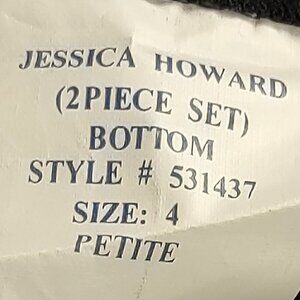 JESSICA HOWARD
(2PIECE SET)
BOTTOM
STYLE # 531437
SIZE: 4
PETITE